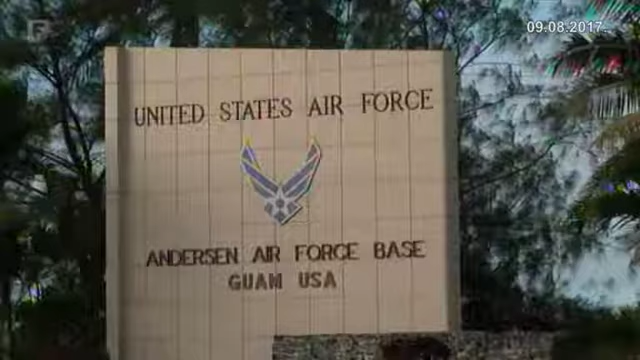 09.08.2017.
UNITED STATES AIR FORCE
ANDERSEN AIR FORCE BASE
GUAM USA